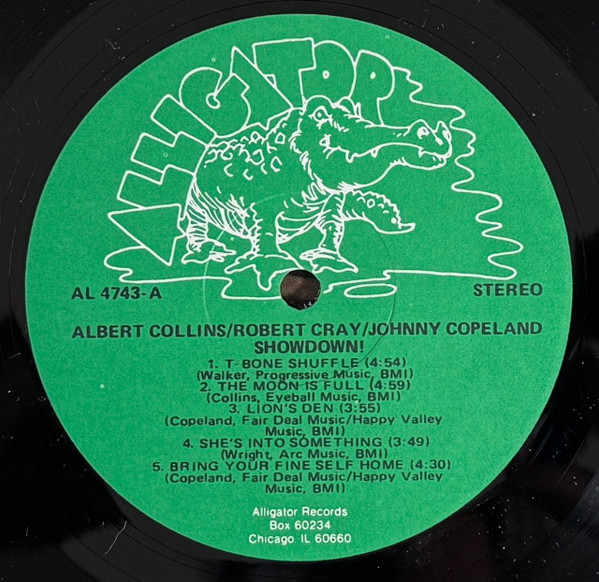 ALLIGATOR
AL 4743-A
STEREO
ALBERT COLLINS/ROBERT CRAY/JOHNNY COPELAND
SHOWDOWN!
1. T-BONE SHUFFLE (4:54)
(Walker, Progressive Music, BMI)
2. THE MOON IS FULL (4:59)
(Collins, Eyeball Music, BMI)
3. LION'S DEN (3:55)
(Copeland, Fair Deal Music/Happy Valley
Music, BMI)
4. SHE'S INTO SOMETHING (3:49)
(Wright, Arc Music, BMI)
5. BRING YOUR FINE SELF HOME (4:30)
(Copeland, Fair Deal Music/Happy Valley
Music, BMI)
Alligator Records
Box 60234
Chicago IL 60660